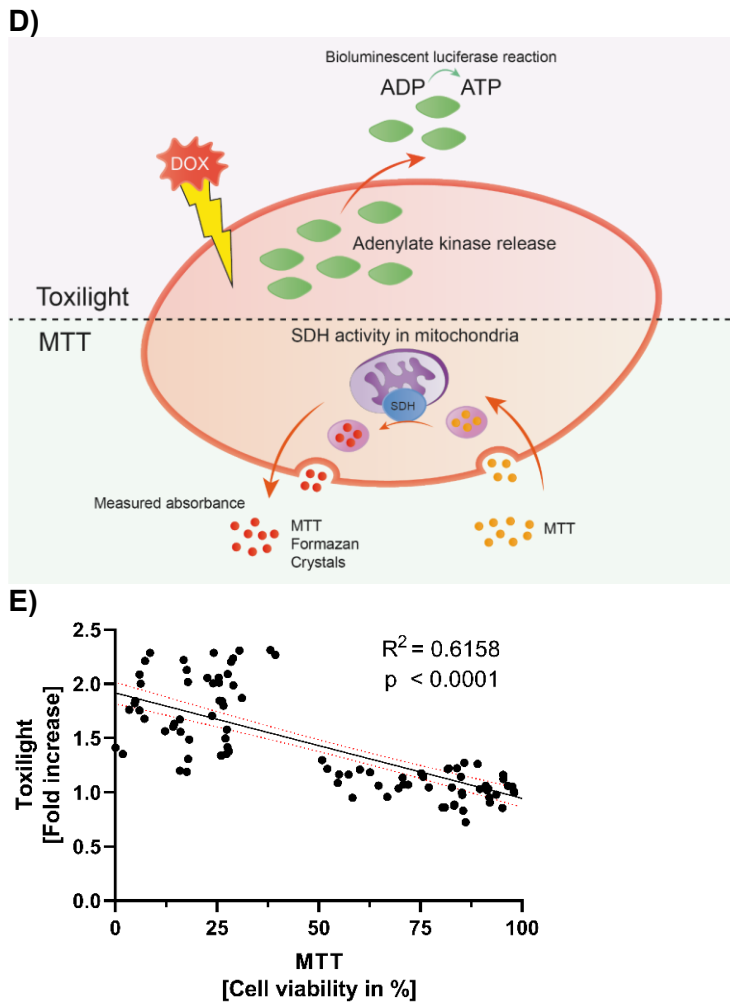 D)
Bioluminescent luciferase reaction
ADP ATP
DOX
Adenylate kinase release
Toxilight
MTT
SDH activity in mitochondria
SDH
Measured absorbance
MTT
Formazan
Crystals
MTT
E)
R² = 0.6158
p < 0.0001
Toxilight
[Fold increase]
2.5
2.0
1.5
1.0
0.5
0.0
0 25 50 75 100
MTT
[Cell viability in %]